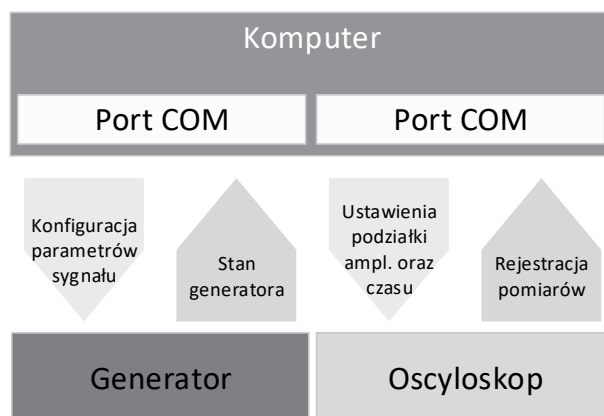 Komputer
Port COM
Port COM
Konfiguracja
parametrów
sygnału
Stan
generatora
Ustawienia
podziałki
ampl. oraz
czasu
Rejestracja
pomiarów
Generator
Oscyloskop